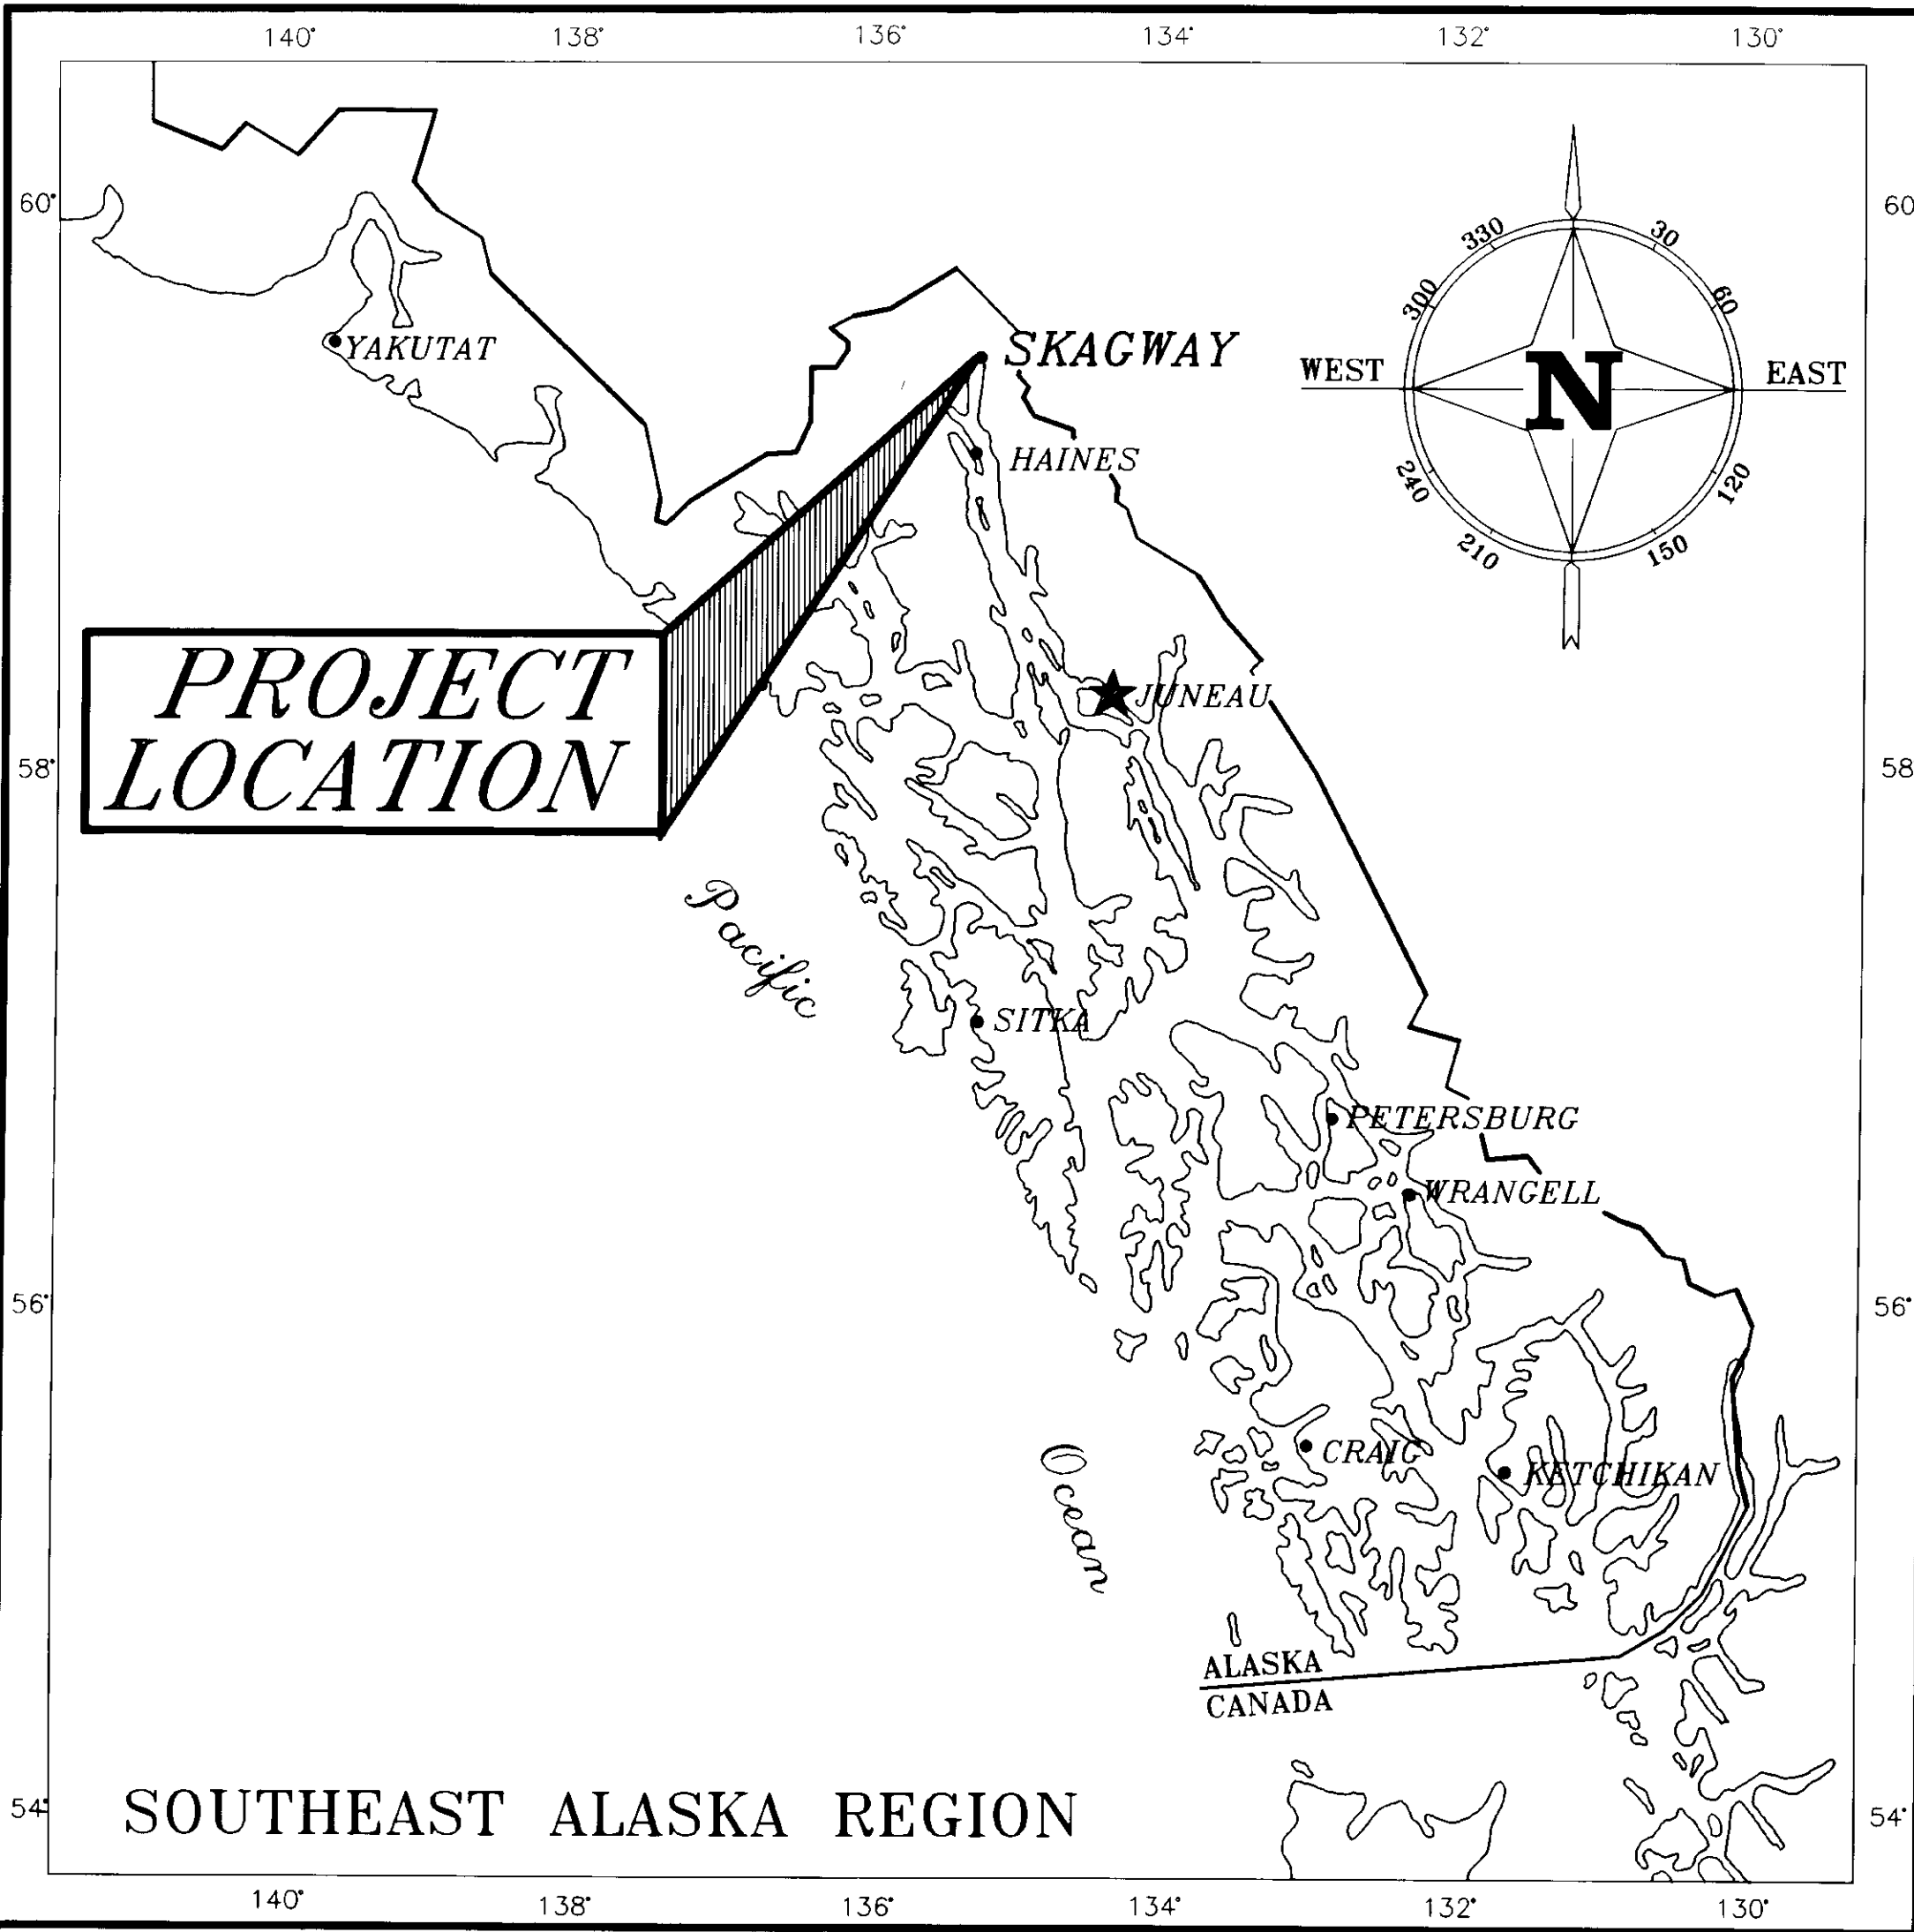 140° 138° 136° 134° 132° 130°
60° 60
330 30
300 60
YAKUTAT
SKAGWAY
WEST N EAST
HAINES
240 120
210 150
PROJECT
LOCATION
JUNEAU
58° 58
Pacific
SITKA
PETERSBURG
WRANGELL
56° 56°
CRAIG
KETCHIKAN
Ocean
ALASKA
CANADA
54° 54°
SOUTHEAST ALASKA REGION
140° 138° 136° 134° 132° 130°